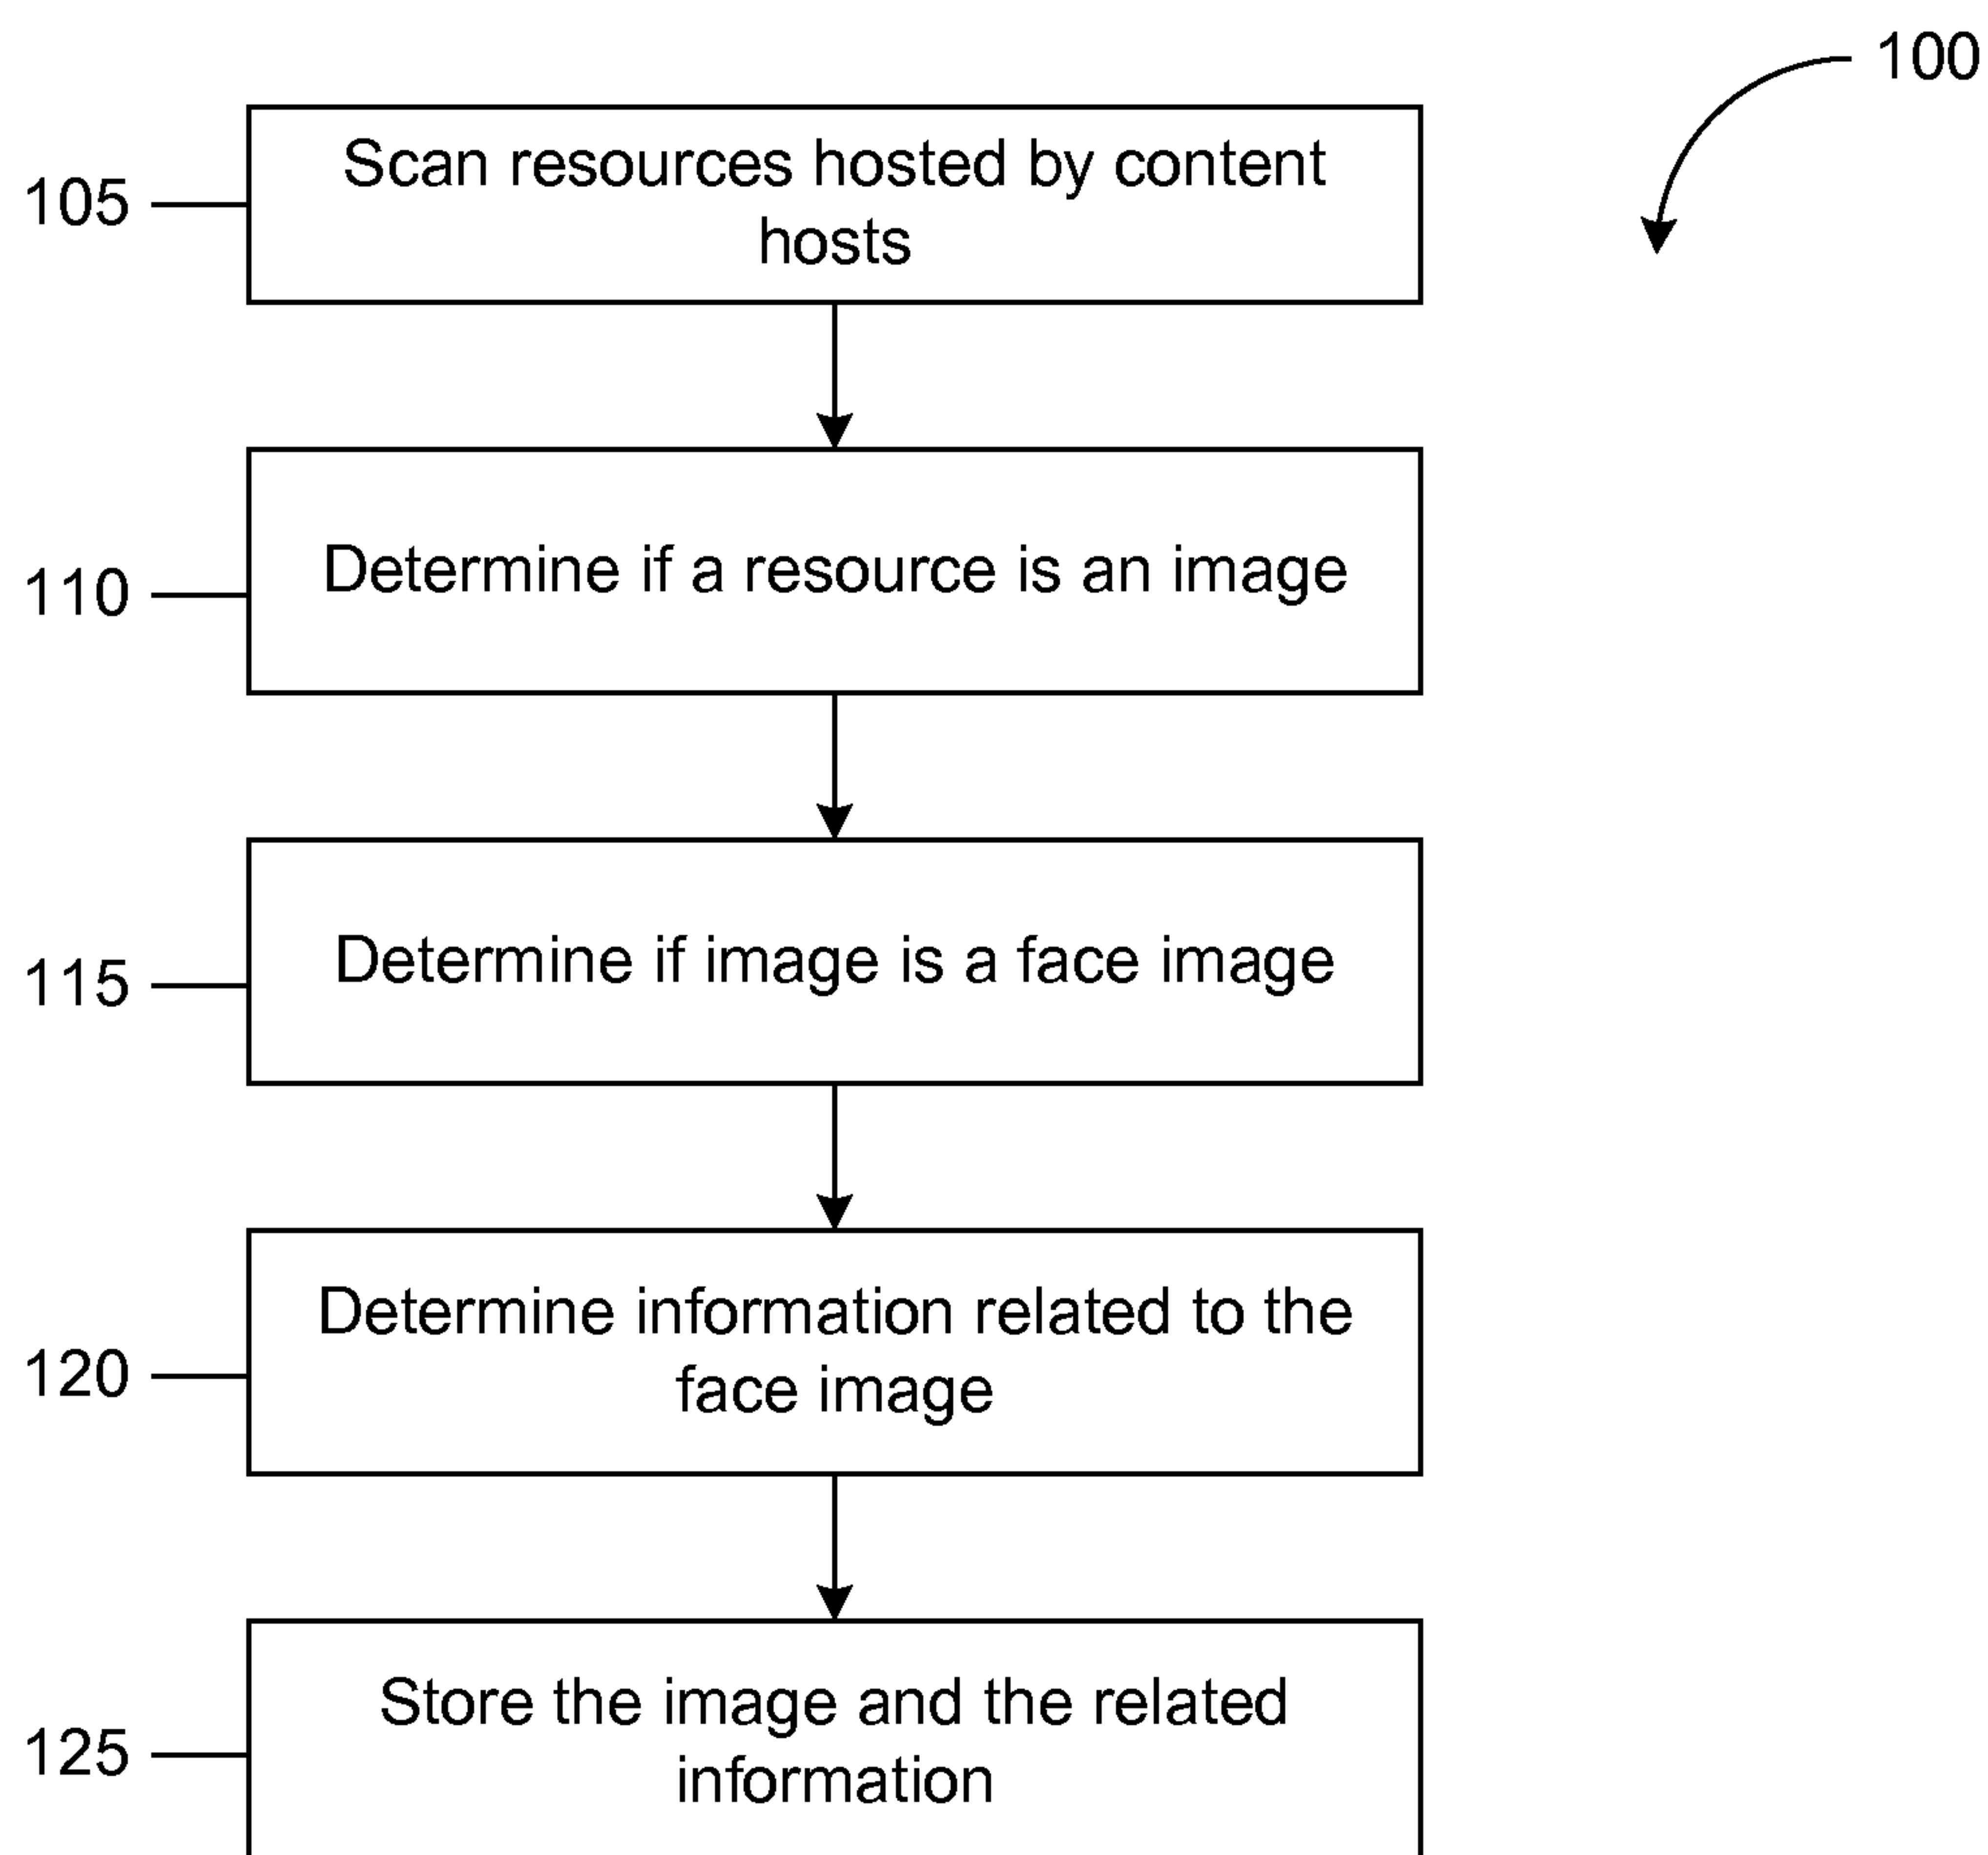 100
105
Scan resources hosted by content
hosts
110
Determine if a resource is an image
115
Determine if image is a face image
120
Determine information related to the
face image
125
Store the image and the related
information